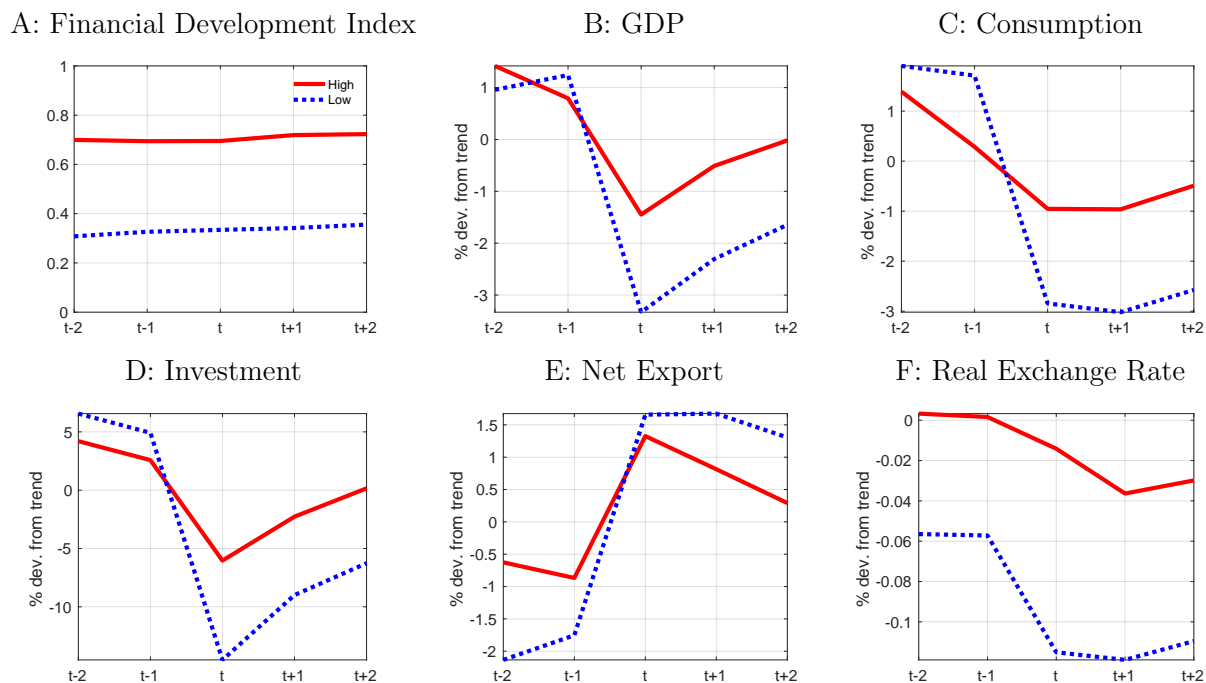 A: Financial Development Index
1
0.8
0.6
0.4
0.2
0
t-2 t-1 t t+1 t+2
High
Low
B: GDP
% dev. from trend
1
0
-1
-2
-3
t-2 t-1 t t+1 t+2
C: Consumption
% dev. from trend
1
0
-1
-2
-3
t-2 t-1 t t+1 t+2
D: Investment
% dev. from trend
5
0
-5
-10
t-2 t-1 t t+1 t+2
E: Net Export
% dev. from trend
1.5
1
0.5
0
-0.5
-1
-1.5
-2
t-2 t-1 t t+1 t+2
F: Real Exchange Rate
% dev. from trend
0
-0.02
-0.04
-0.06
-0.08
-0.1
t-2 t-1 t t+1 t+2